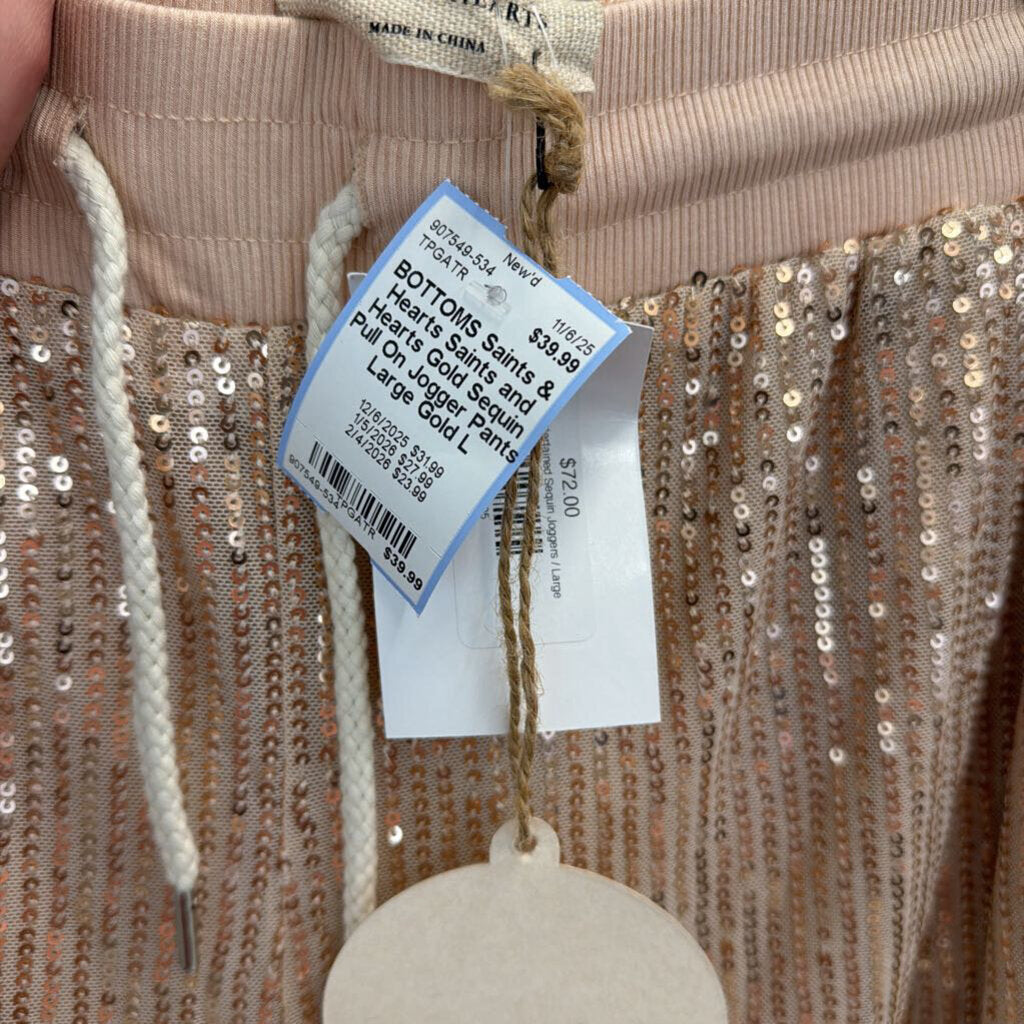 MADE IN CHINA
L
907549-534 New'd
TPGATR 11/6/25
$39.99
BOTTOMS Saints &
Hearts Saints and
Hearts Gold Sequin
Pull On Jogger Pants
Large Gold L
12/6/2025 $31.99
1/5/2026 $27.99
2/4/2026 $23.99
907549-534TPGATR $39.99
$72.00
Sequin Joggers / Large